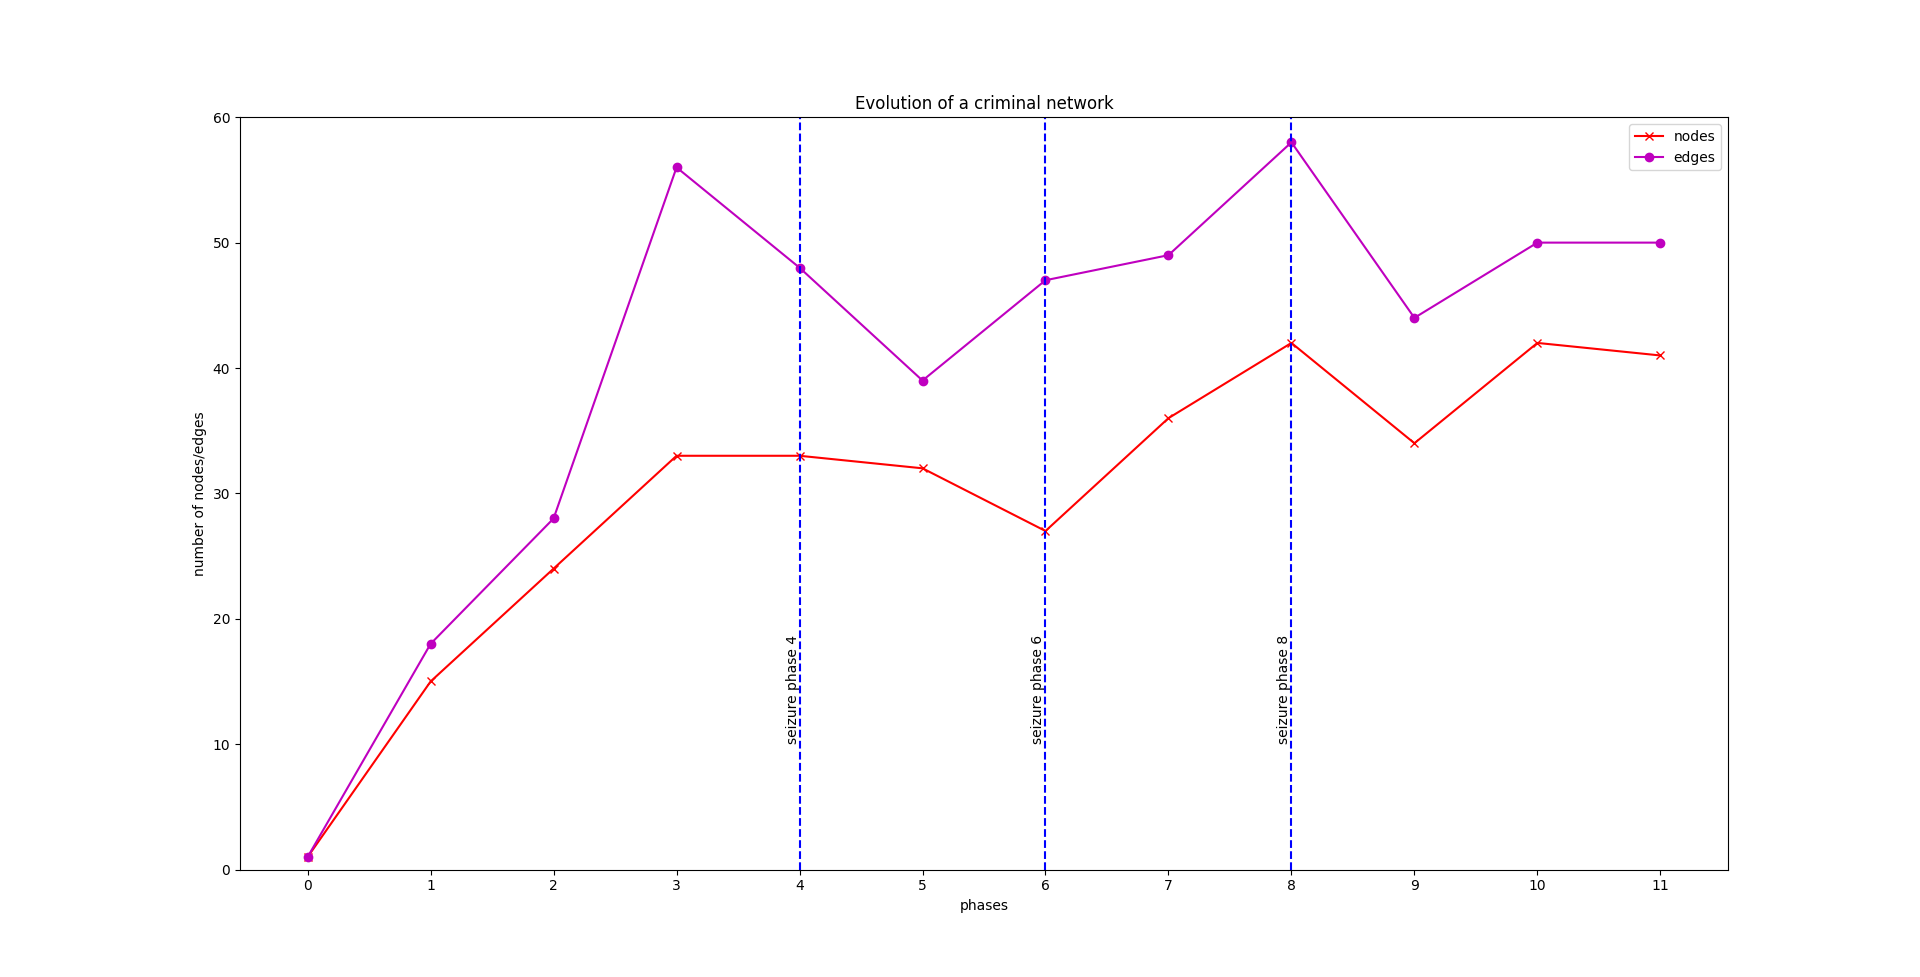 Evolution of a criminal network
60
50
40
30
20
10
0
number of nodes/edges
nodes
edges
seizure phase 4
seizure phase 6
seizure phase 8
0 1 2 3 4 5 6 7 8 9 10 11
phases